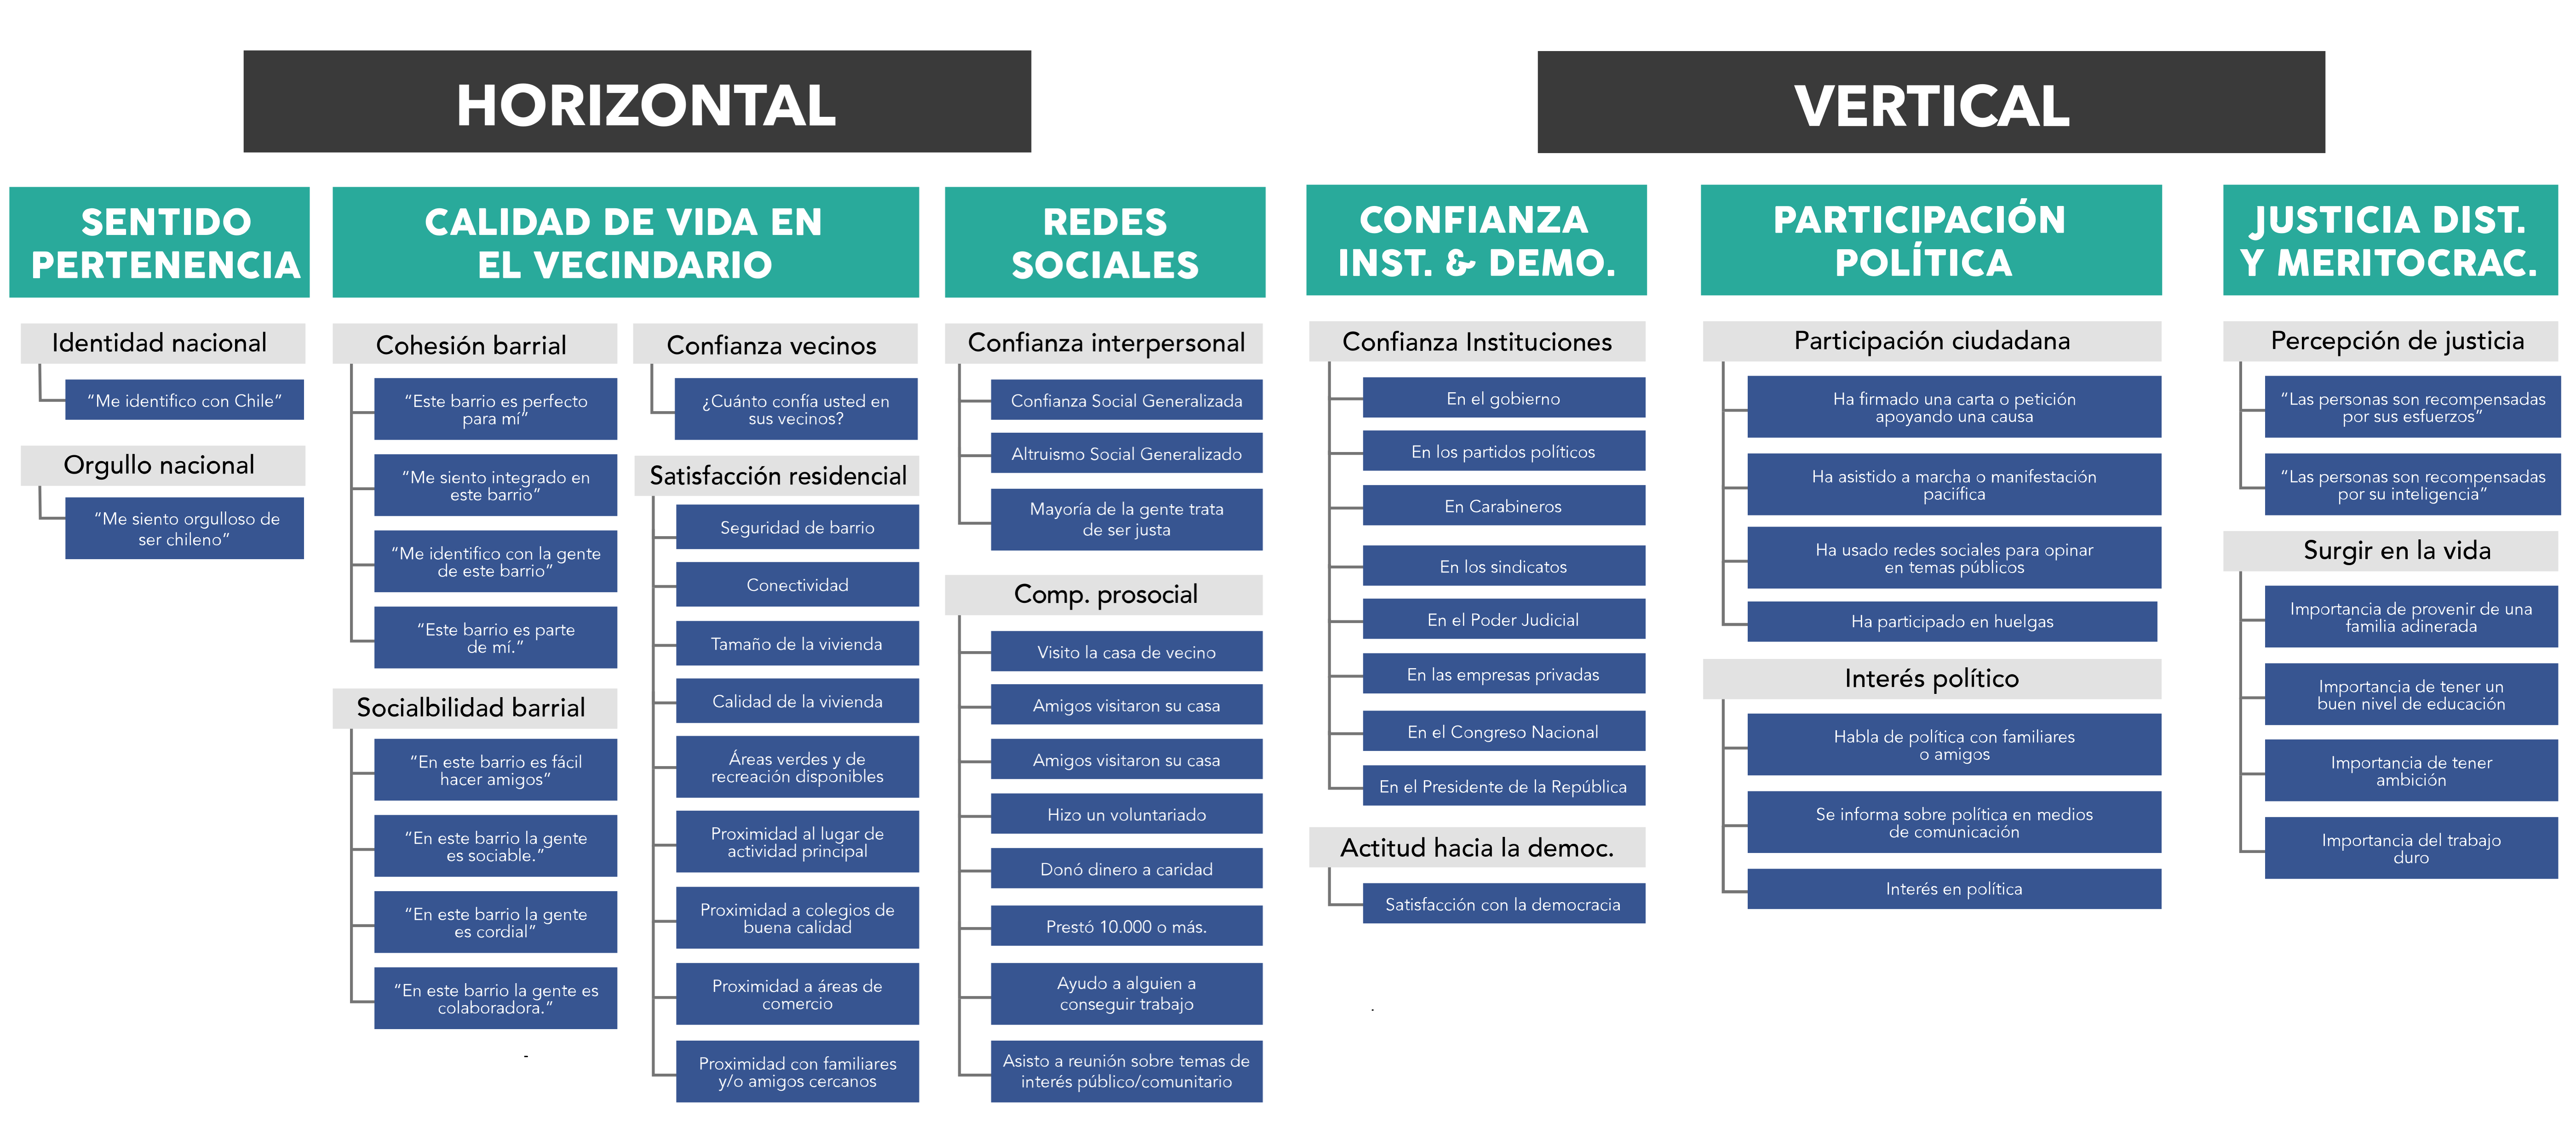 HORIZONTAL
SENTIDO
PERTENENCIA
Identidad nacional
“Me identifico con Chile”
Orgullo nacional
“Me siento orgulloso de
ser chileno”
CALIDAD DE VIDA EN
EL VECINDARIO
Cohesión barrial
“Este barrio es perfecto
para mí”
“Me siento integrado en
este barrio”
“Me identifico con la gente
de este barrio”
“Este barrio es parte
de mí.”
Socialbilidad barrial
“En este barrio es fácil
hacer amigos”
“En este barrio la gente
es sociable.”
“En este barrio la gente
es cordial”
“En este barrio la gente es
colaboradora.”
-
Confianza vecinos
¿Cuánto confía usted en
sus vecinos?
Satisfacción residencial
Seguridad de barrio
Conectividad
Tamaño de la vivienda
Calidad de la vivienda
Áreas verdes y de
recreación disponibles
Proximidad al lugar de
actividad principal
Proximidad a colegios de
buena calidad
Proximidad a áreas de
comercio
Proximidad con familiares
y/o amigos cercanos
REDES
SOCIALES
Confianza interpersonal
Confianza Social Generalizada
Altruismo Social Generalizado
Mayoría de la gente trata
de ser justa
Comp. prosocial
Visito la casa de vecino
Amigos visitaron su casa
Amigos visitaron su casa
Hizo un voluntariado
Donó dinero a caridad
Prestó 10.000 o más.
Ayudo a alguien a
conseguir trabajo
Asisto a reunión sobre temas de
interés público/comunitario
VERTICAL
CONFIANZA
INST. & DEMO.
Confianza Instituciones
En el gobierno
En los partidos políticos
En Carabineros
En los sindicatos
En el Poder Judicial
En las empresas privadas
En el Congreso Nacional
En el Presidente de la República
Actitud hacia la democ.
Satisfacción con la democracia
.
PARTICIPACIÓN
POLÍTICA
Participación ciudadana
Ha firmado una carta o petición
apoyando una causa
Ha asistido a marcha o manifestación
paciífica
Ha usado redes sociales para opinar
en temas públicos
Ha participado en huelgas
Interés político
Habla de política con familiares
o amigos
Se informa sobre política en medios
de comunicación
Interés en política
JUSTICIA DIST.
Y MERITOCRAC.
Percepción de justicia
“Las personas son recompensadas
por sus esfuerzos”
“Las personas son recompensadas
por su inteligencia”
Surgir en la vida
Importancia de provenir de una
familia adinerada
Importancia de tener un
buen nivel de educación
Importancia de tener
ambición
Importancia del trabajo
duro